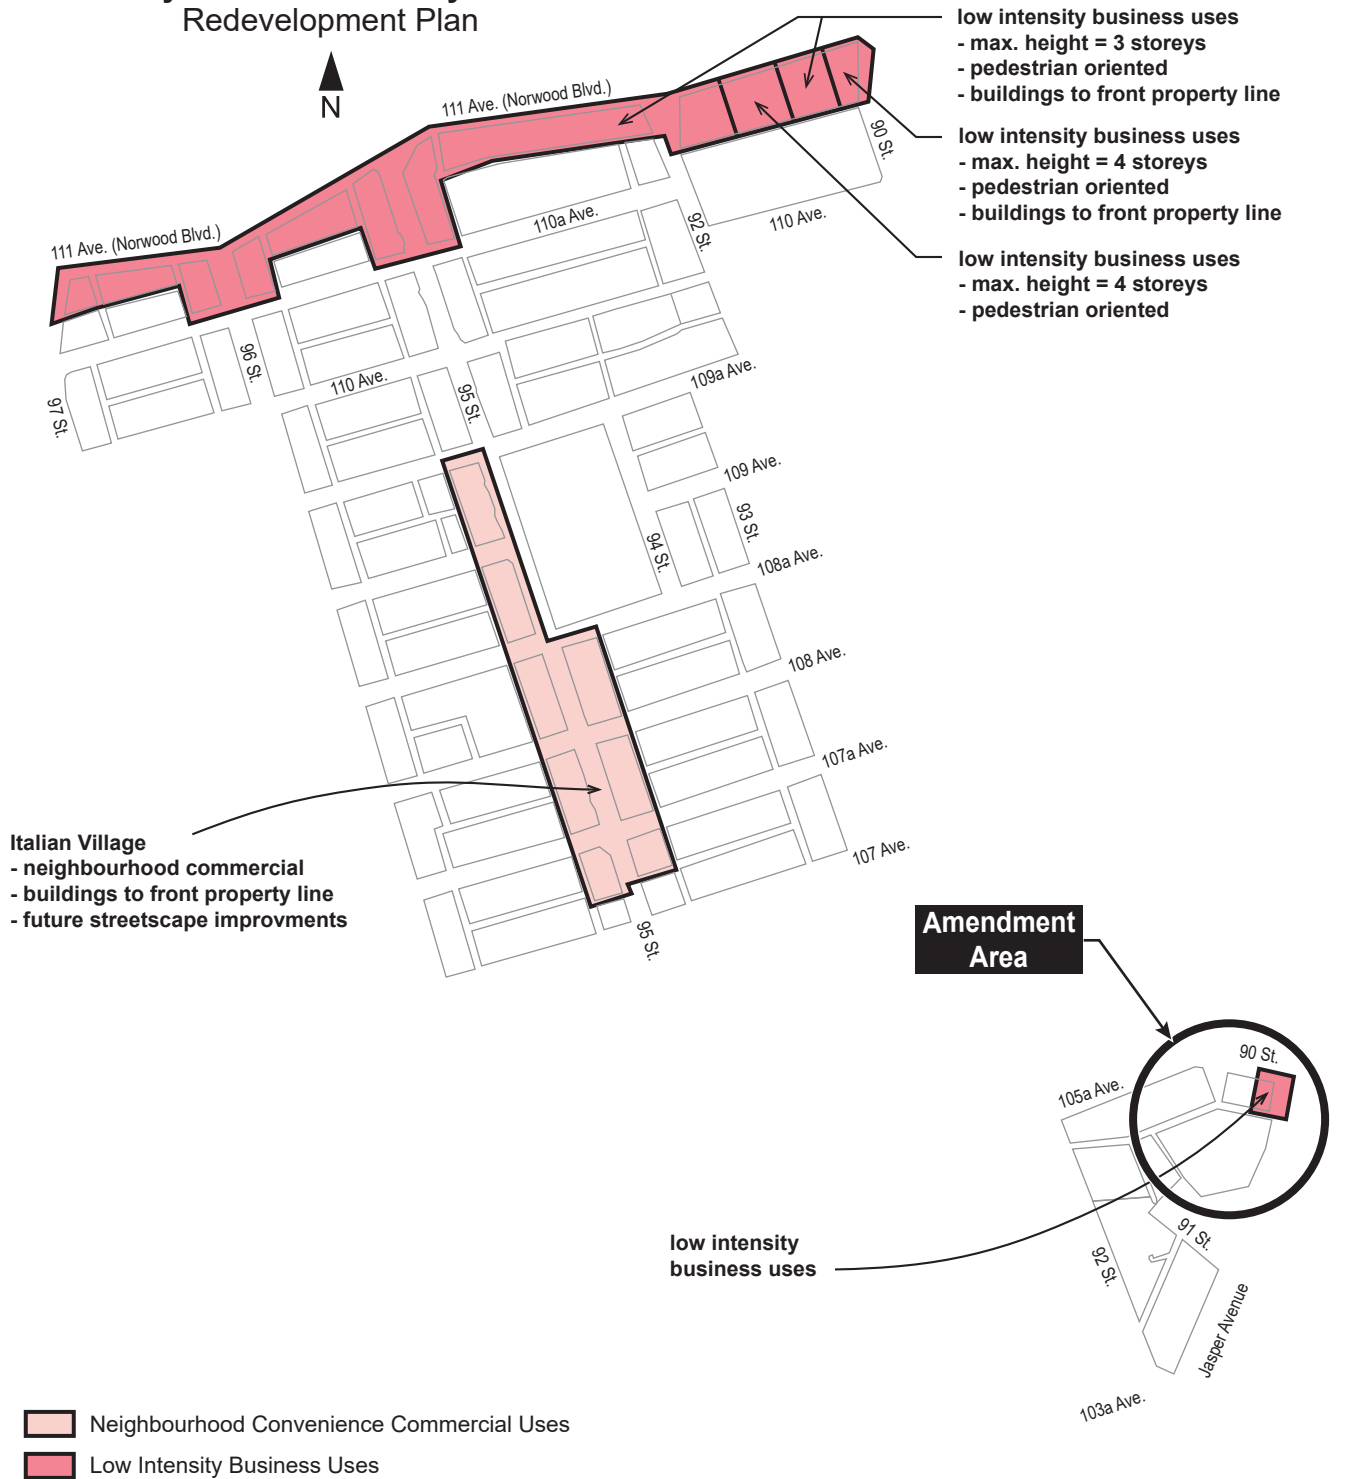 Redevelopment Plan
N
low intensity business uses
- max. height = 3 storeys
- pedestrian oriented
- buildings to front property line
111 Ave. (Norwood Blvd.)
90 St.
low intensity business uses
- max. height = 4 storeys
- pedestrian oriented
- buildings to front property line
111 Ave. (Norwood Blvd.)
110a Ave.
92 St.
110 Ave.
low intensity business uses
- max. height = 4 storeys
- pedestrian oriented
96 St.
110 Ave.
109a Ave.
97 St.
95 St.
109 Ave.
93 St.
94 St.
108a Ave.
108 Ave.
107a Ave.
Italian Village
- neighbourhood commercial
- buildings to front property line
- future streetscape improvments
107 Ave.
95 St.
Amendment
Area
90 St.
105a Ave.
low intensity
business uses
91 St.
92 St.
Jasper Avenue
103a Ave.
Neighbourhood Convenience Commercial Uses
Low Intensity Business Uses